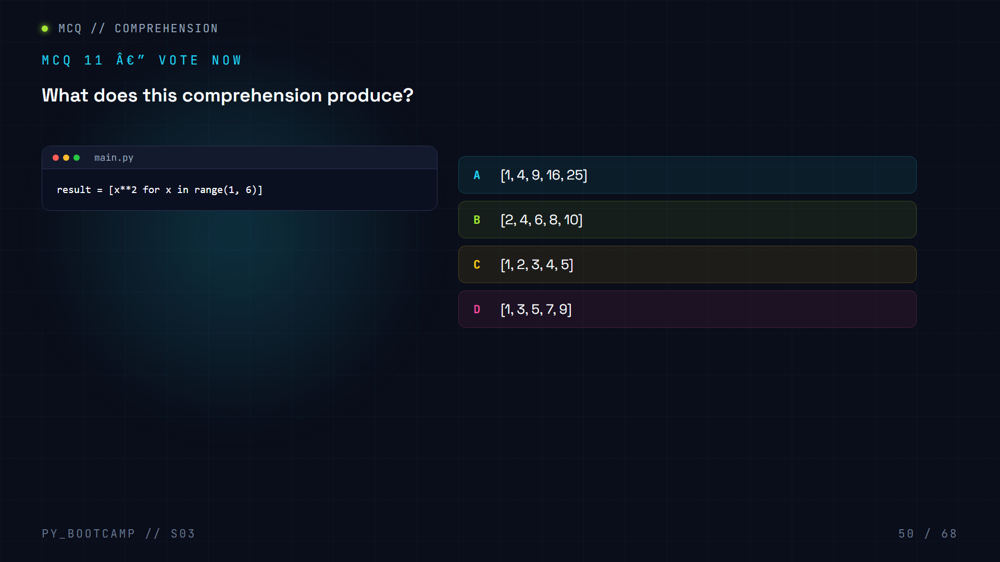 MCQ // COMPREHENSION
MCQ 11 â€” VOTE NOW
What does this comprehension produce?
main.py
result = [x**2 for x in range(1, 6)]
A [1, 4, 9, 16, 25]
B [2, 4, 6, 8, 10]
C [1, 2, 3, 4, 5]
D [1, 3, 5, 7, 9]
PY_BOOTCAMP // S03
50 / 68